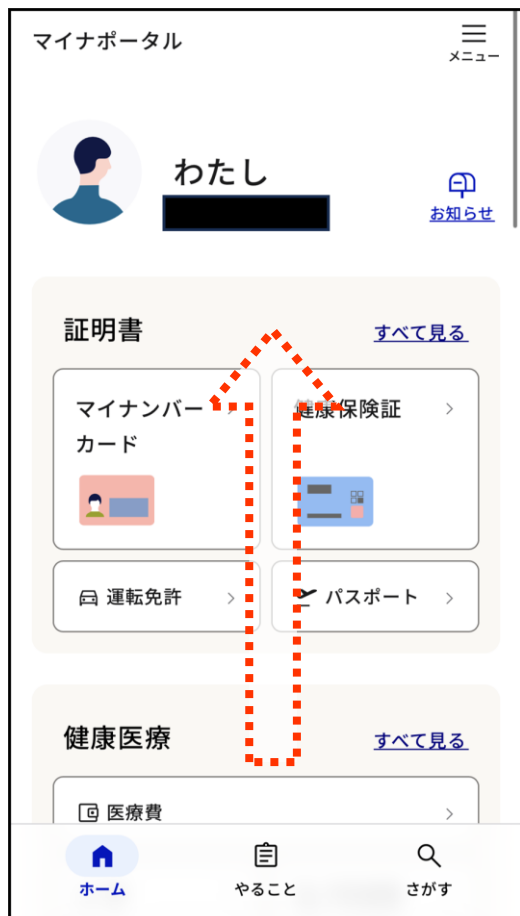 マイナポータル
メニュー
わたし
お知らせ
証明書
すべて見る
マイナンバー
カード
健康保険証
運転免許
パスポート
健康医療
すべて見る
医療費
ホーム
やること
さがす